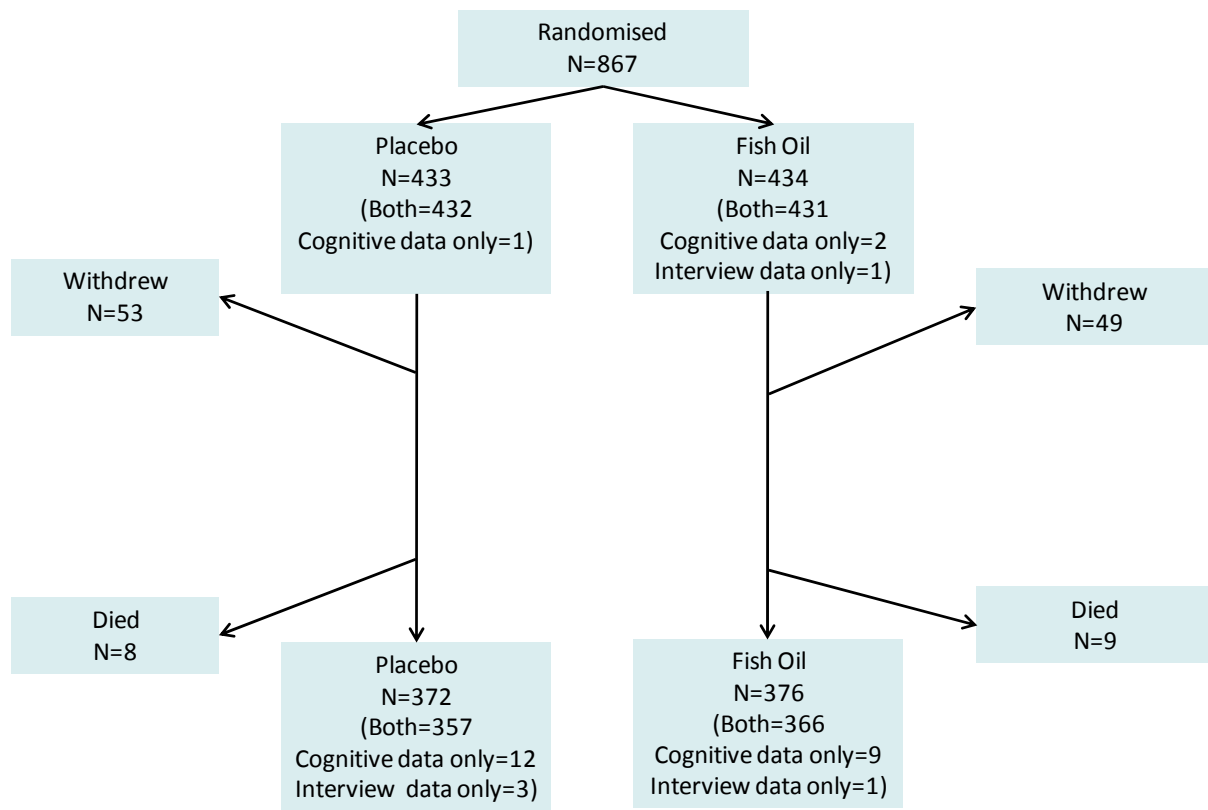 Randomised
N=867
Placebo
N=433
(Both=432
Cognitive data only=1)
Fish Oil
N=434
(Both=431
Cognitive data only=2
Interview data only=1)
Withdrew
N=53
Withdrew
N=49
Died
N=8
Died
N=9
Placebo
N=372
(Both=357
Cognitive data only=12
Interview  data only=3)
Fish Oil
N=376
(Both=366
Cognitive data only=9
Interview data only=1)